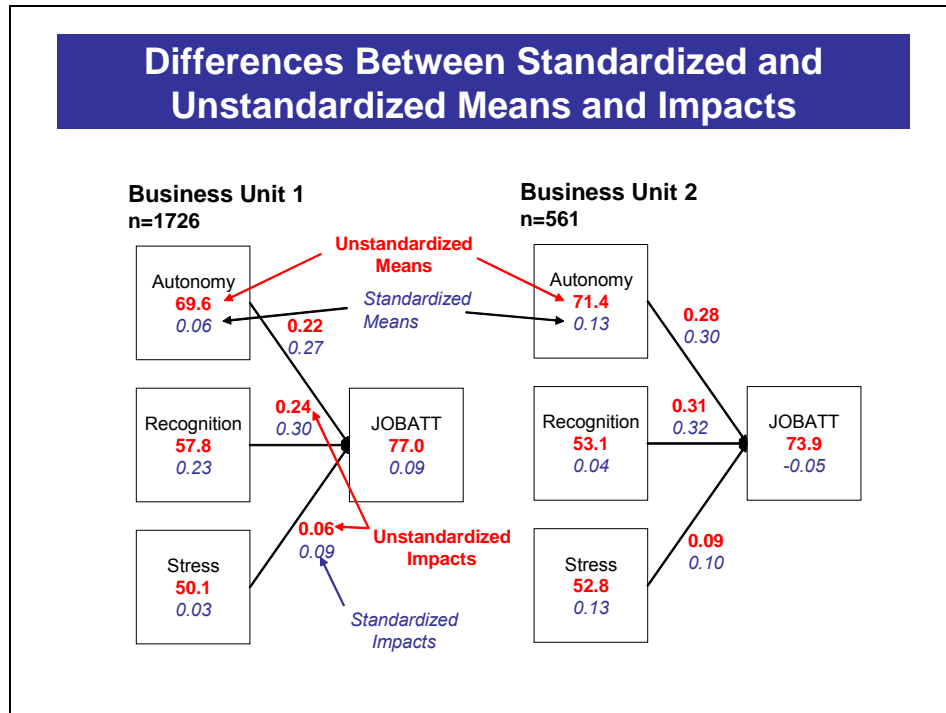 Differences Between Standardized and
Unstandardized Means and Impacts
Business Unit 1
n=1726
Autonomy
69.6
0.06
Recognition
57.8
0.23
Stress
50.1
0.03
0.22
0.27
0.24
0.30
0.06
0.09
JOBATT
77.0
0.09
Unstandardized
Means
Standardized
Means
Unstandardized
Impacts
Standardized
Impacts
Business Unit 2
n=561
Autonomy
71.4
0.13
Recognition
53.1
0.04
Stress
52.8
0.13
0.28
0.30
0.31
0.32
0.09
0.10
JOBATT
73.9
-0.05